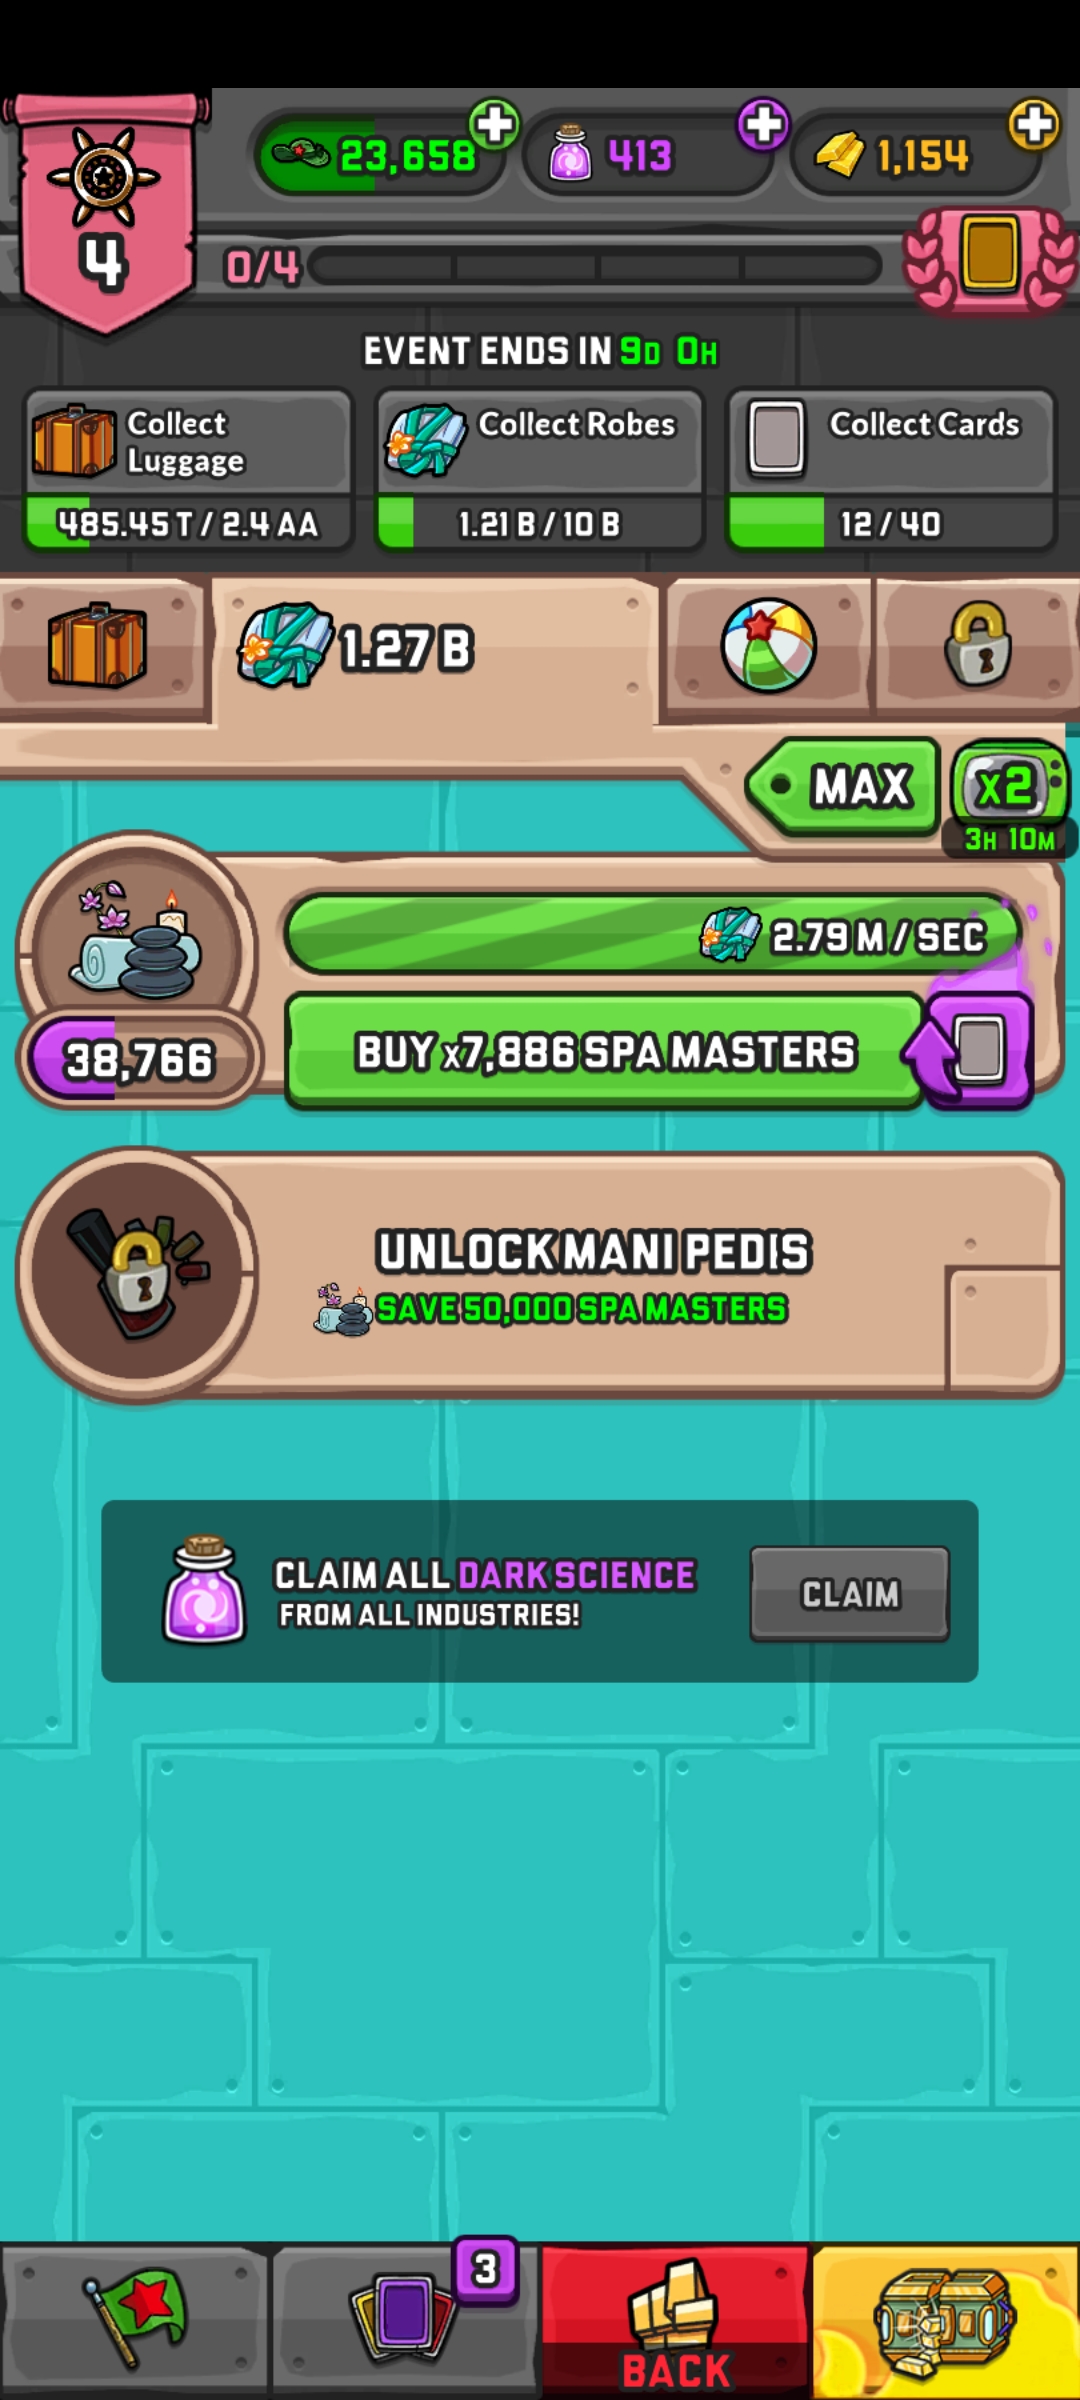 23,658
413
1,154
4
0/4
EVENT ENDS IN 9D 0H
Collect Luggage
485.45 T / 2.4 AA
Collect Robes
1.21 B / 10 B
Collect Cards
12 / 40
1.27 B
MAX
x2
3H 10M
2.79 M / SEC
38,766
BUY x7,886 SPA MASTERS
UNLOCK MANI PEDIS
SAVE 50,000 SPA MASTERS
CLAIM ALL DARK SCIENCE
FROM ALL INDUSTRIES!
CLAIM
3
BACK